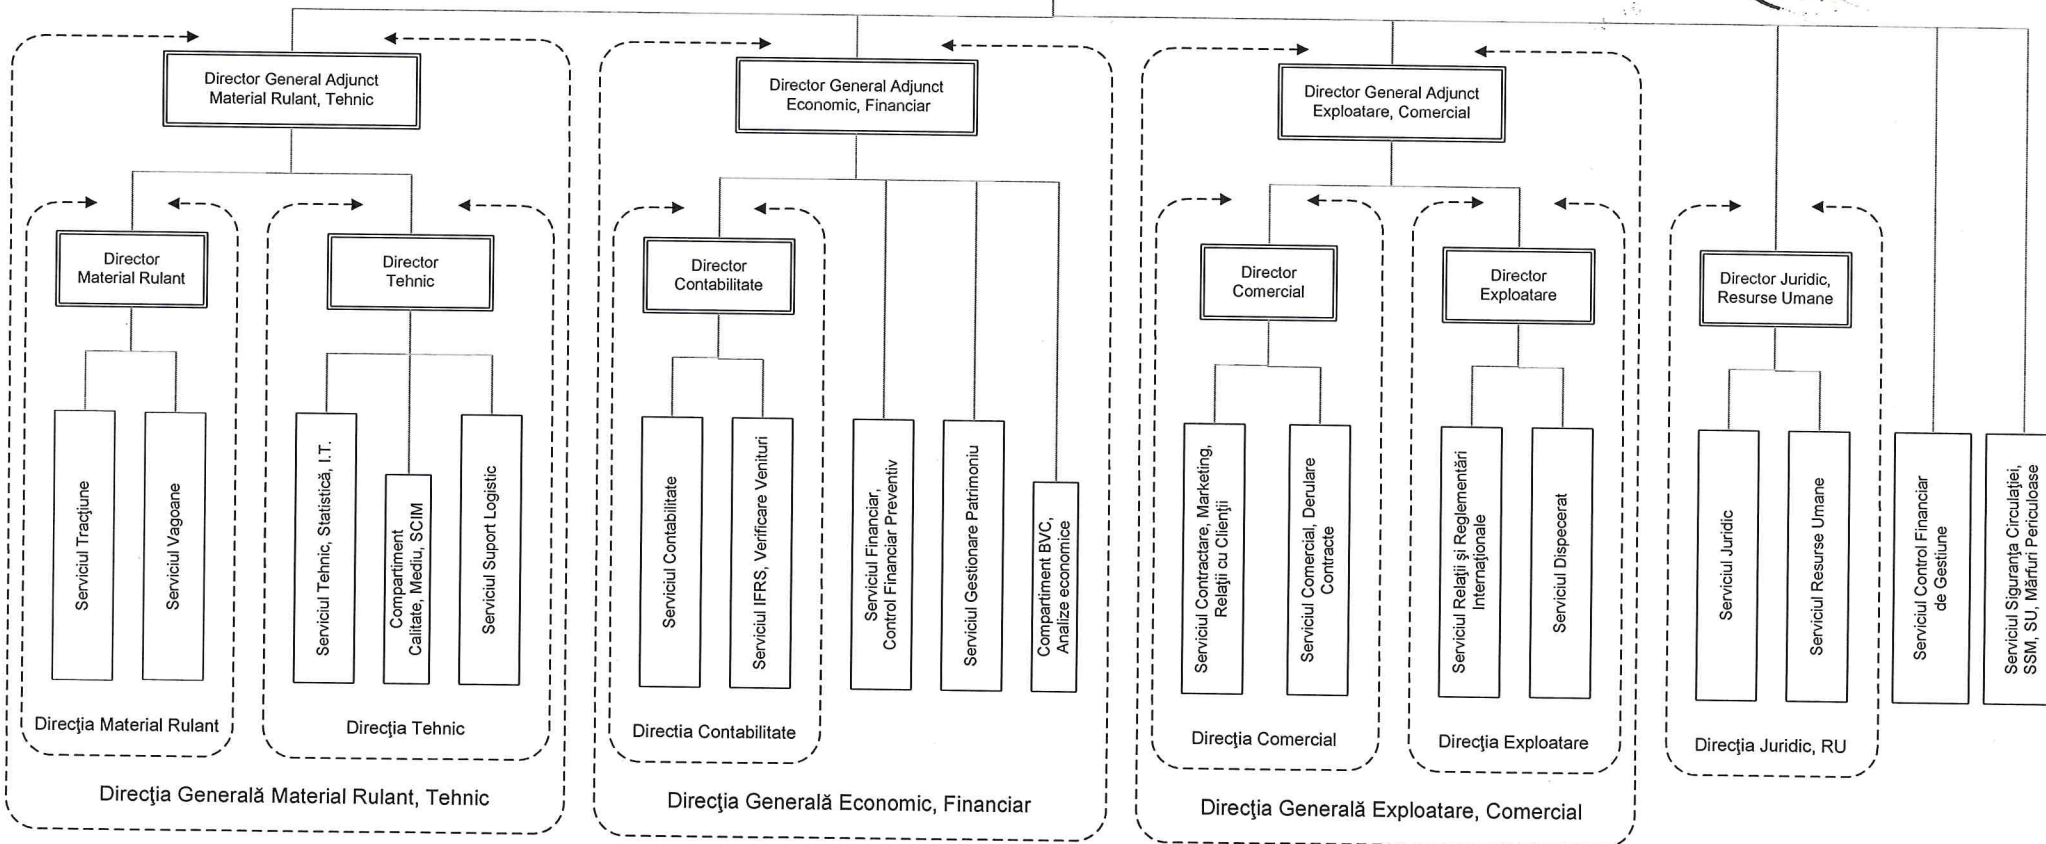 Director General Adjunct
Material Rulant, Tehnic
Director General Adjunct
Economic, Financiar
Director General Adjunct
Exploatare, Comercial
Director
Material Rulant
Director
Tehnic
Director
Contabilitate
Director
Comercial
Director
Exploatare
Director Juridic,
Resurse Umane
Serviciul Tracţiune
Serviciul Vagoane
Serviciul Tehnic, Statistică, I.T.
Compartiment
Calitate, Mediu, SCIM
Serviciul Suport Logistic
Serviciul Contabilitate
Serviciul IFRS, Verificare Venituri
Serviciul Financiar,
Control Financiar Preventiv
Serviciul Gestionare Patrimoniu
Compartiment BVC,
Analize economice
Serviciul Contractare, Marketing,
Relaţii cu Clienţii
Serviciul Comercial, Derulare
Contracte
Serviciul Relaţii şi Reglementări
Internaţionale
Serviciul Dispecerat
Serviciul Juridic
Serviciul Resurse Umane
Serviciul Control Financiar
de Gestiune
Serviciul Siguranţa Circulaţiei,
SSM, SU, Mărfuri Periculoase
Direcţia Material Rulant
Direcţia Tehnic
Directia Contabilitate
Direcţia Comercial
Direcţia Exploatare
Direcţia Juridic, RU
Direcţia Generală Material Rulant, Tehnic
Direcţia Generală Economic, Financiar
Direcţia Generală Exploatare, Comercial